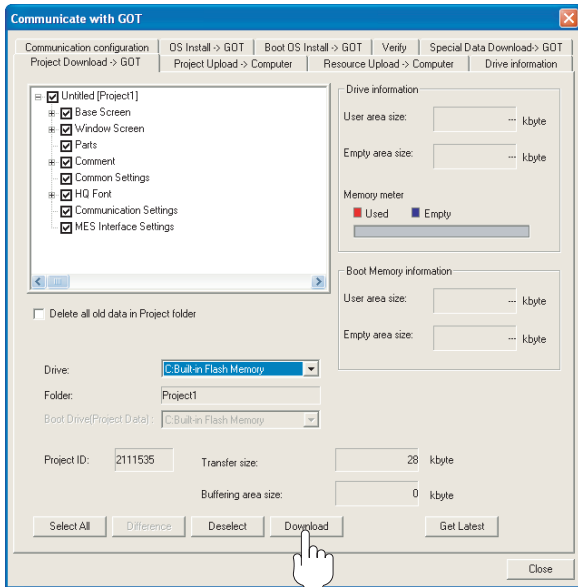 Communicate with GOT
Communication configuration OS Install -> GOT Boot OS Install -> GOT Verify Special Data Download-> GOT
Project Download -> GOT Project Upload -> Computer Resource Upload -> Computer Drive information
Untitled [Project1]
Base Screen
Window Screen
Parts
Comment
Common Settings
HQ Font
Communication Settings
MES Interface Settings
Delete all old data in Project folder
Drive information
User area size: --- kbyte
Empty area size: --- kbyte
Memory meter
Used Empty
Boot Memory information
User area size: --- kbyte
Empty area size: --- kbyte
Drive: C:Built-in Flash Memory
Folder: Project1
Boot Drive(Project Data) : C:Built-in Flash Memory
Project ID: 2111535 Transfer size: 28 kbyte
Buffering area size: 0 kbyte
Select All Difference Deselect Download Get Latest
Close